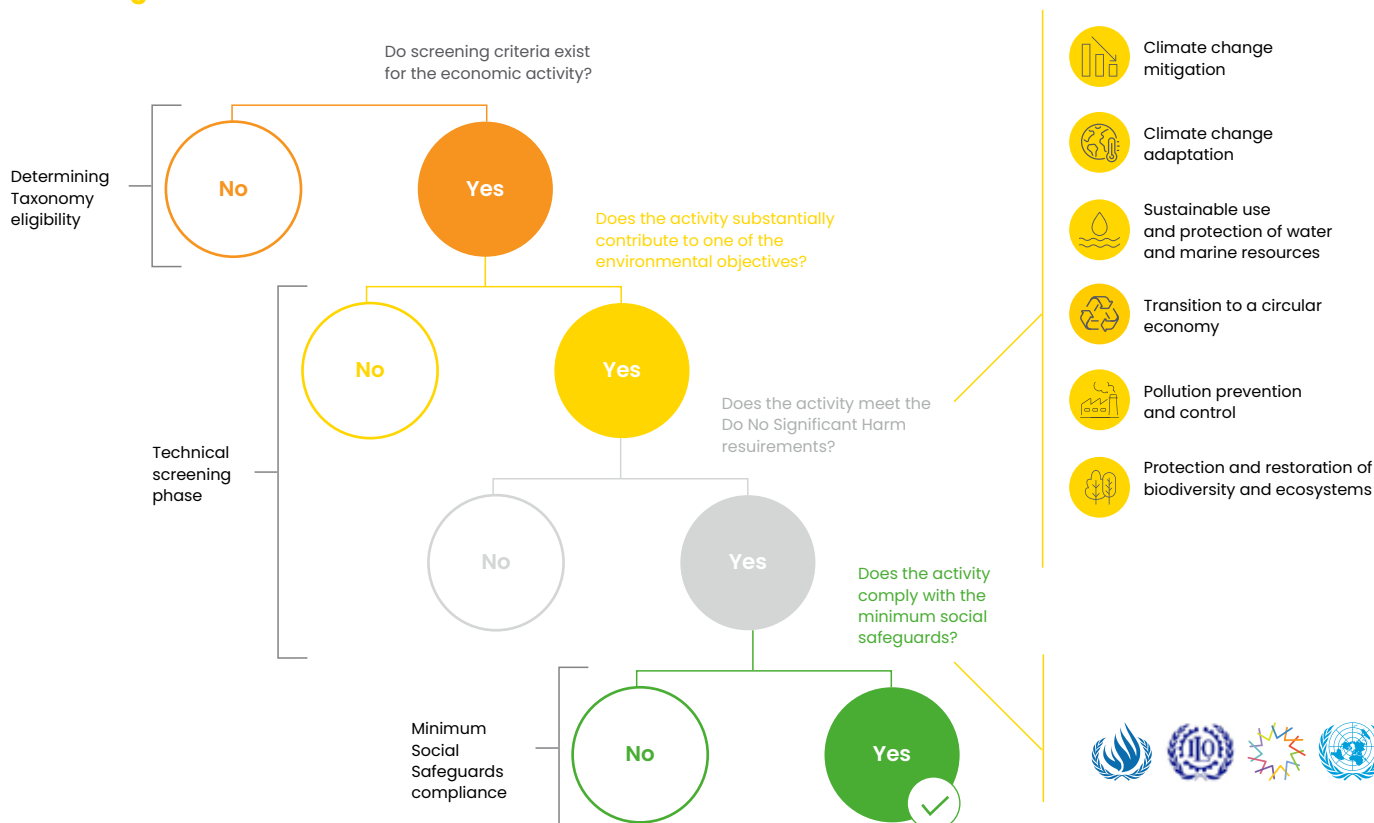 Do screening criteria exist
for the economic activity?
Determining
Taxonomy
eligibility
No
Yes
Does the activity substantially
contribute to one of the
environmental objectives?
Technical
screening
phase
No
Yes
Does the activity meet the
Do No Significant Harm
resuirements?
No
Yes
Does the activity
comply with the
minimum social
safeguards?
Minimum
Social
Safeguards
compliance
No
Yes
Climate change
mitigation
Climate change
adaptation
Sustainable use
and protection of water
and marine resources
Transition to a circular
economy
Pollution prevention
and control
Protection and restoration of
biodiversity and ecosystems
ILO